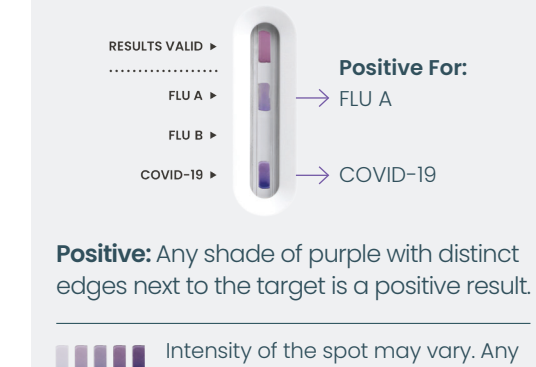 RESULTS VALID ▶
Positive For:
FLU A ▶
FLU A
FLU B ▶
COVID-19 ▶
COVID-19
Positive: Any shade of purple with distinct
edges next to the target is a positive result.
Intensity of the spot may vary. Any